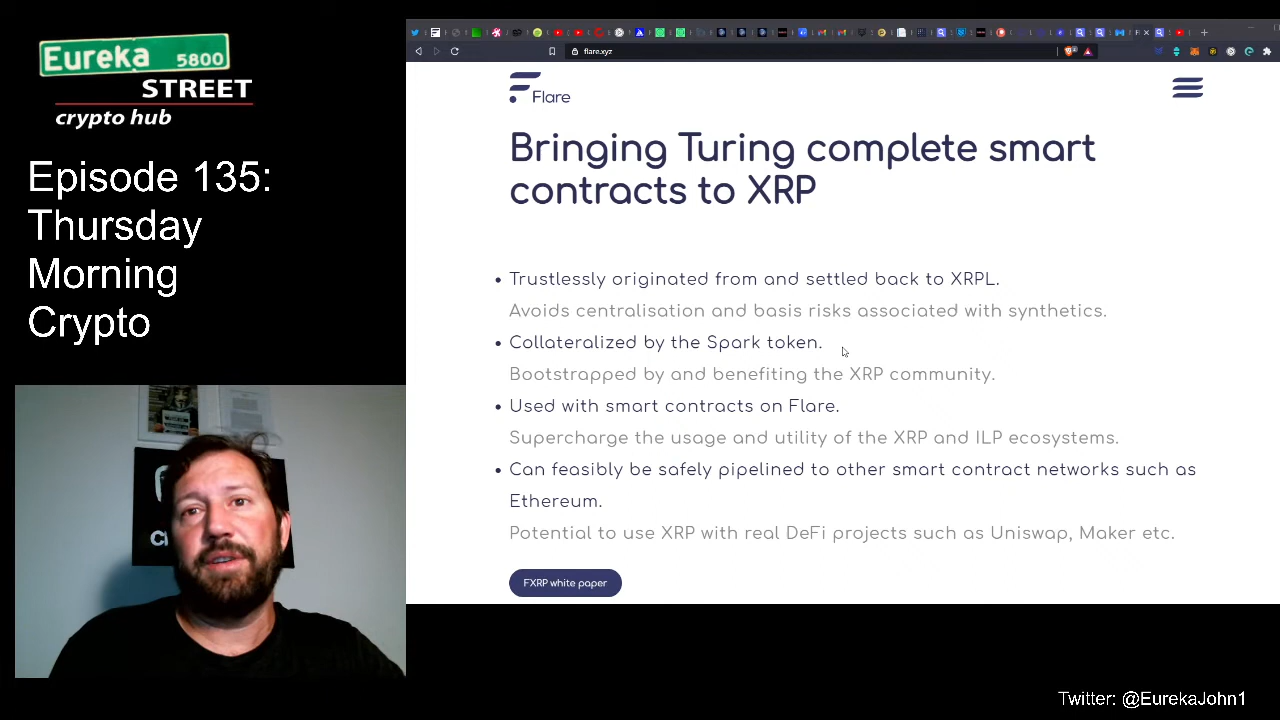 Eureka 5800
STREET
crypto hub
Episode 135:
Thursday
Morning
Crypto
flare.xyz
Flare
Bringing Turing complete smart
contracts to XRP
• Trustlessly originated from and settled back to XRPL.
Avoids centralisation and basis risks associated with synthetics.
• Collateralized by the Spark token.
Bootstrapped by and benefiting the XRP community.
• Used with smart contracts on Flare.
Supercharge the usage and utility of the XRP and ILP ecosystems.
• Can feasibly be safely pipelined to other smart contract networks such as
Ethereum.
Potential to use XRP with real DeFi projects such as Uniswap, Maker etc.
FXRP white paper
Twitter: @EurekaJohn1